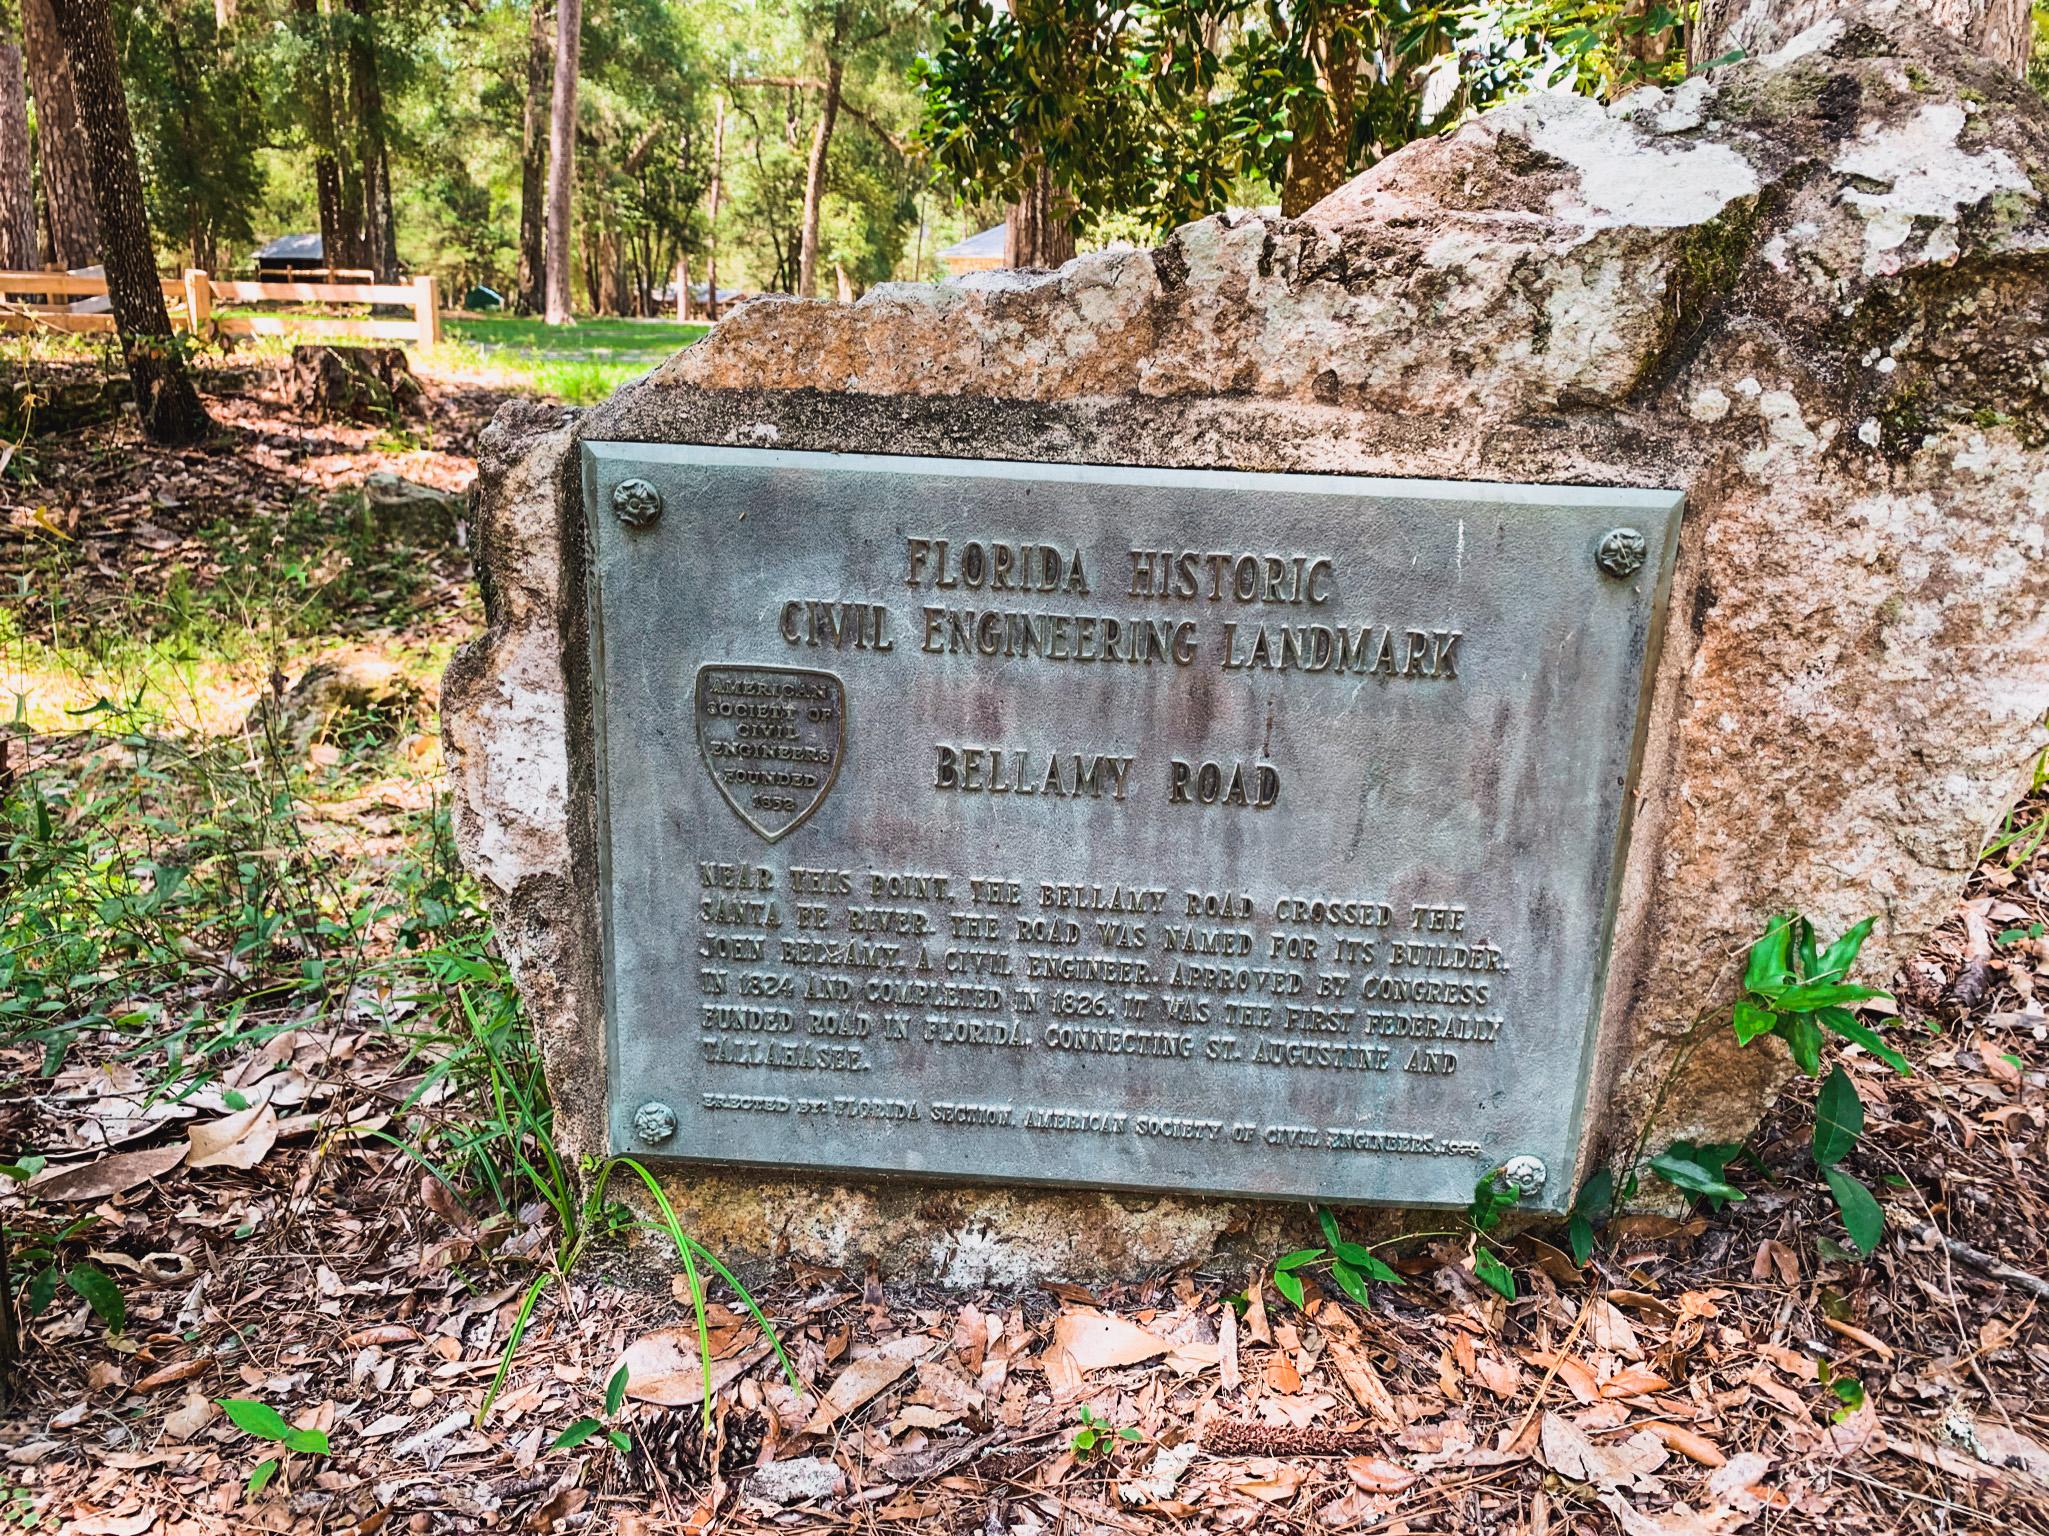 FLORIDA HISTORIC
CIVIL ENGINEERING LANDMARK
AMERICAN
SOCIETY OF
CIVIL
ENGINEERS
FOUNDED
1852
BELLAMY ROAD
NEAR THIS POINT, THE BELLAMY ROAD CROSSED THE
SANTA FE RIVER. THE ROAD WAS NAMED FOR ITS BUILDER,
JOHN BELLAMY, A CIVIL ENGINEER. APPROVED BY CONGRESS
IN 1824 AND COMPLETED IN 1826, IT WAS THE FIRST FEDERALLY
FUNDED ROAD IN FLORIDA, CONNECTING ST. AUGUSTINE AND
TALLAHASEE.
ERECTED BY: FLORIDA SECTION, AMERICAN SOCIETY OF CIVIL ENGINEERS,